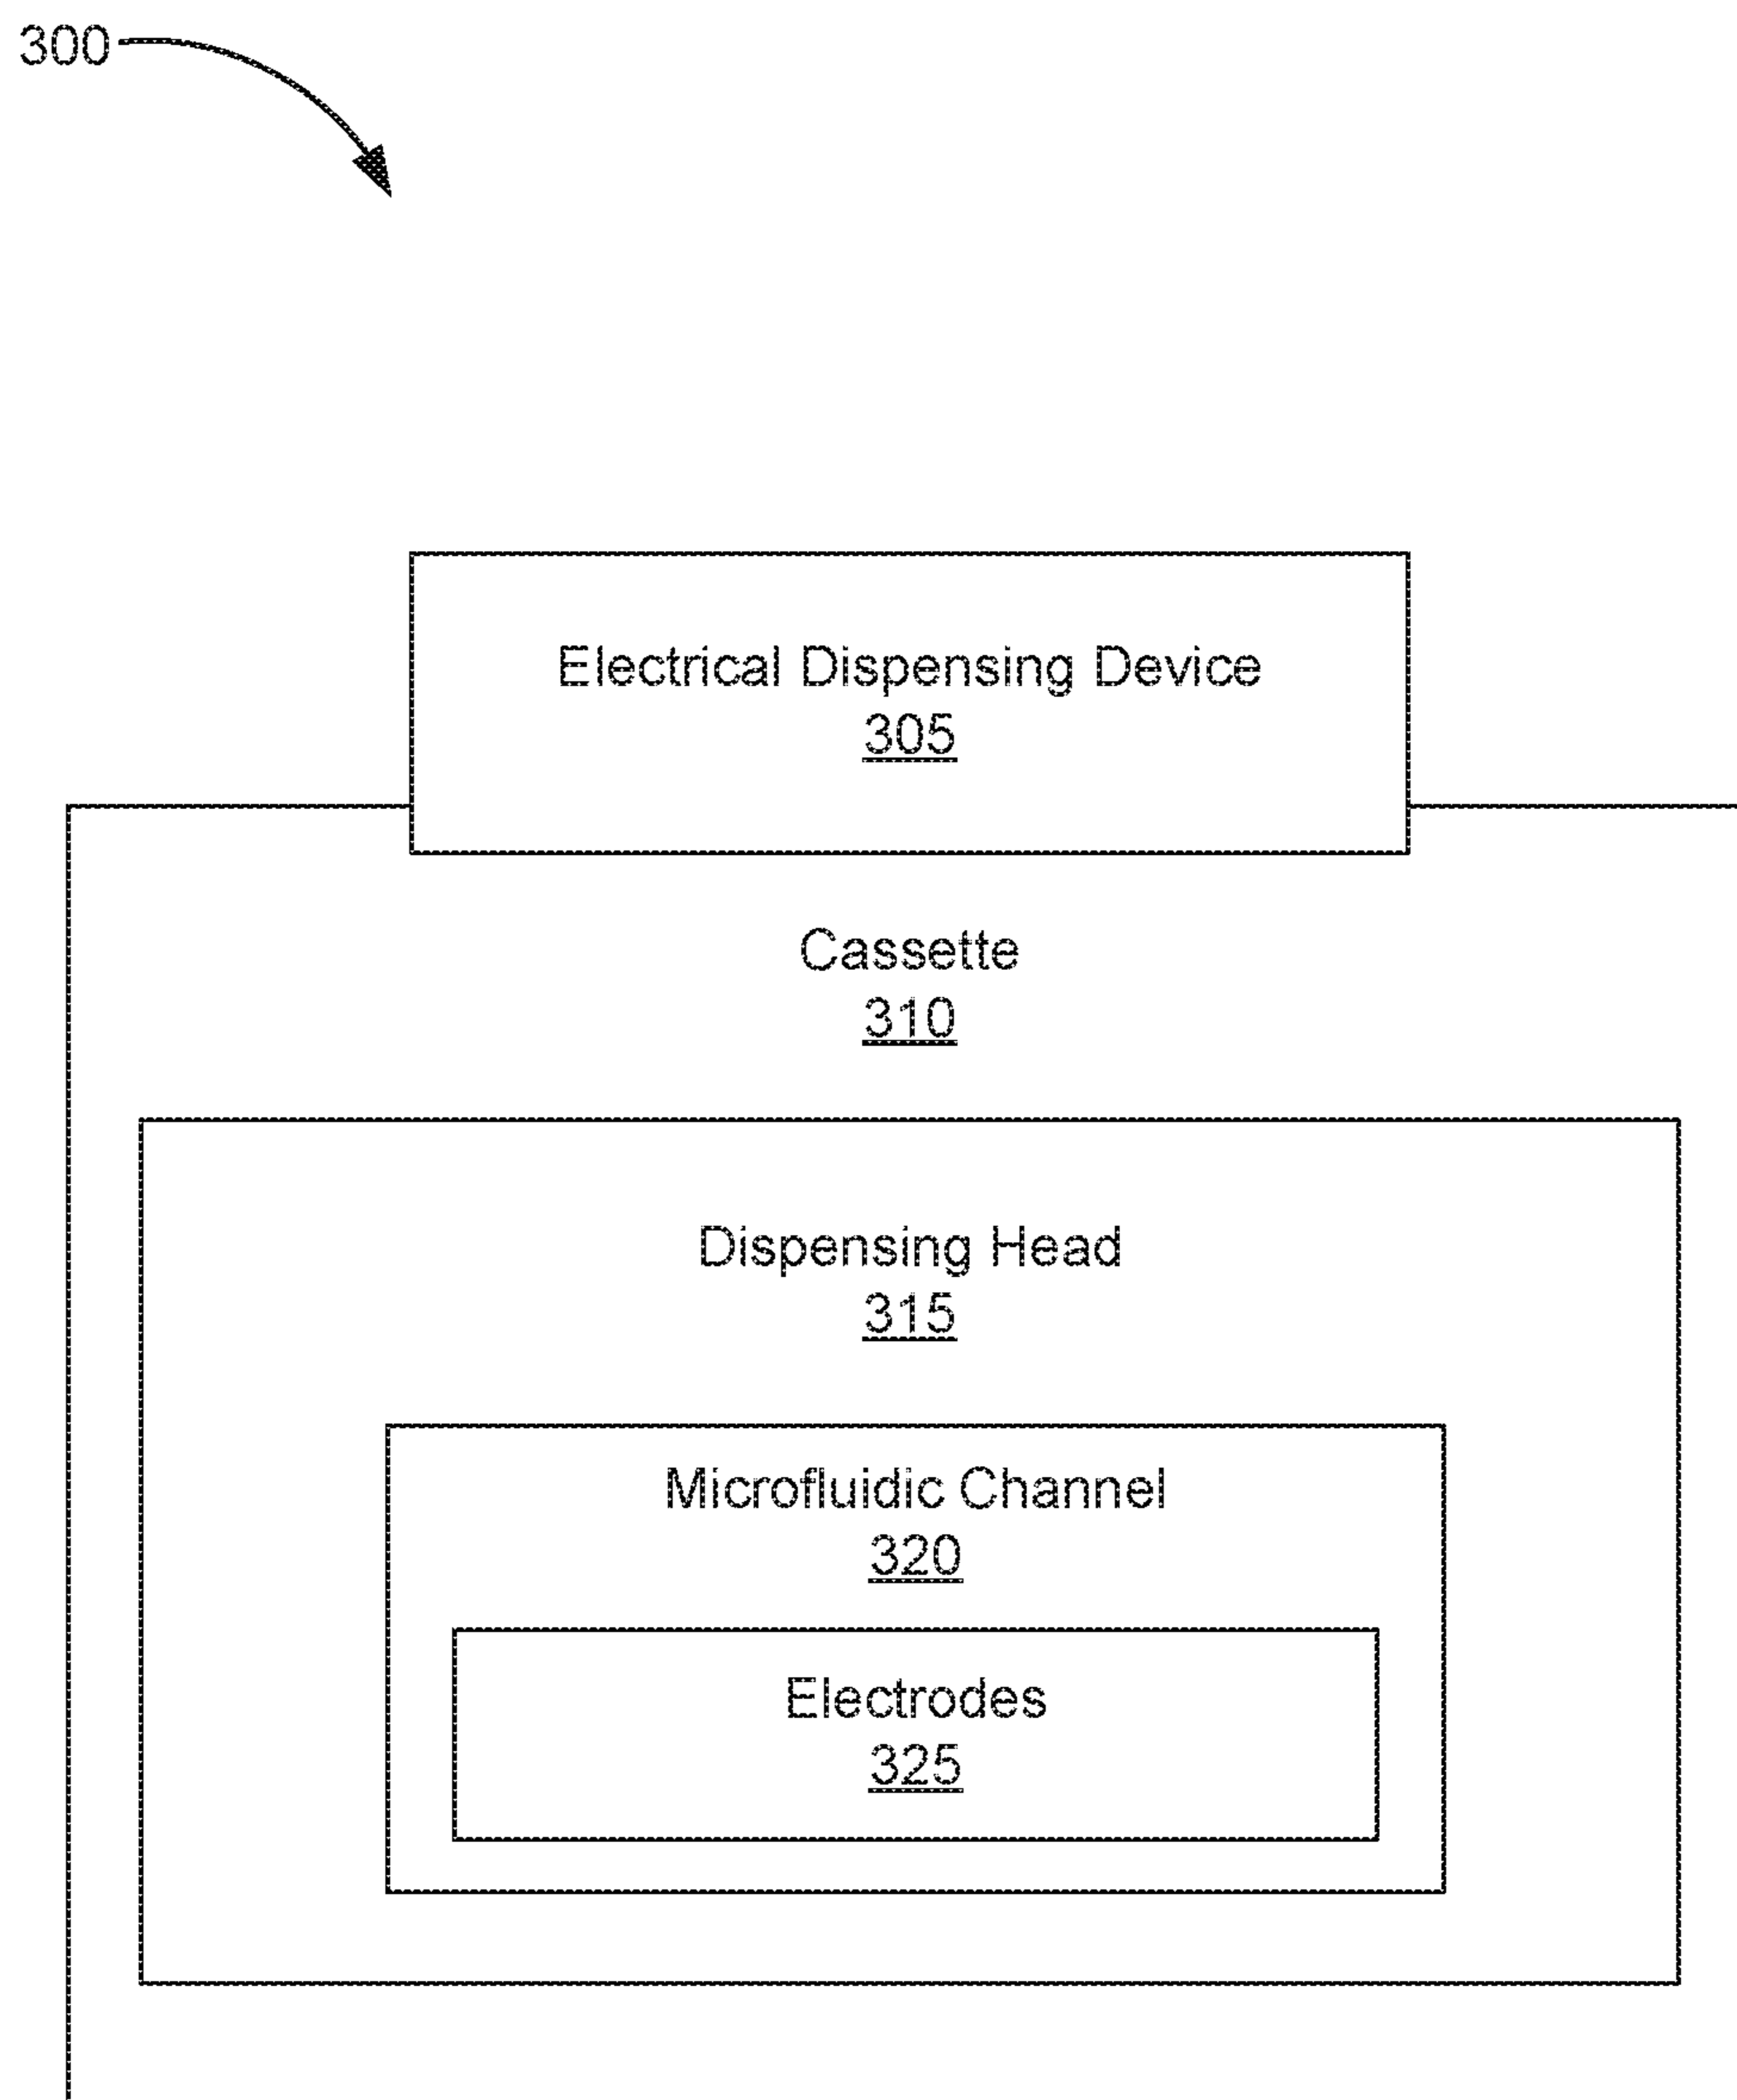 300
Electrical Dispensing Device
305
Cassette
310
Dispensing Head
315
Microfluidic Channel
320
Electrodes
325